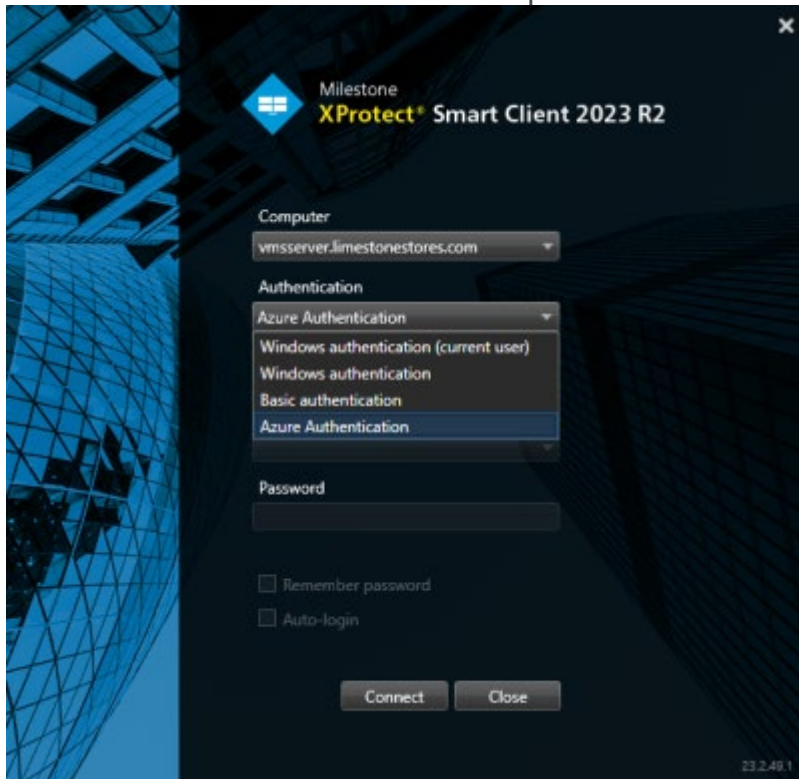 Milestone
XProtect® Smart Client 2023 R2
Computer
vmsserver.limestonestores.com
Authentication
Azure Authentication
Windows authentication (current user)
Windows authentication
Basic authentication
Azure Authentication
Password
Remember password
Auto-login
Connect
Close
23.2.49.1